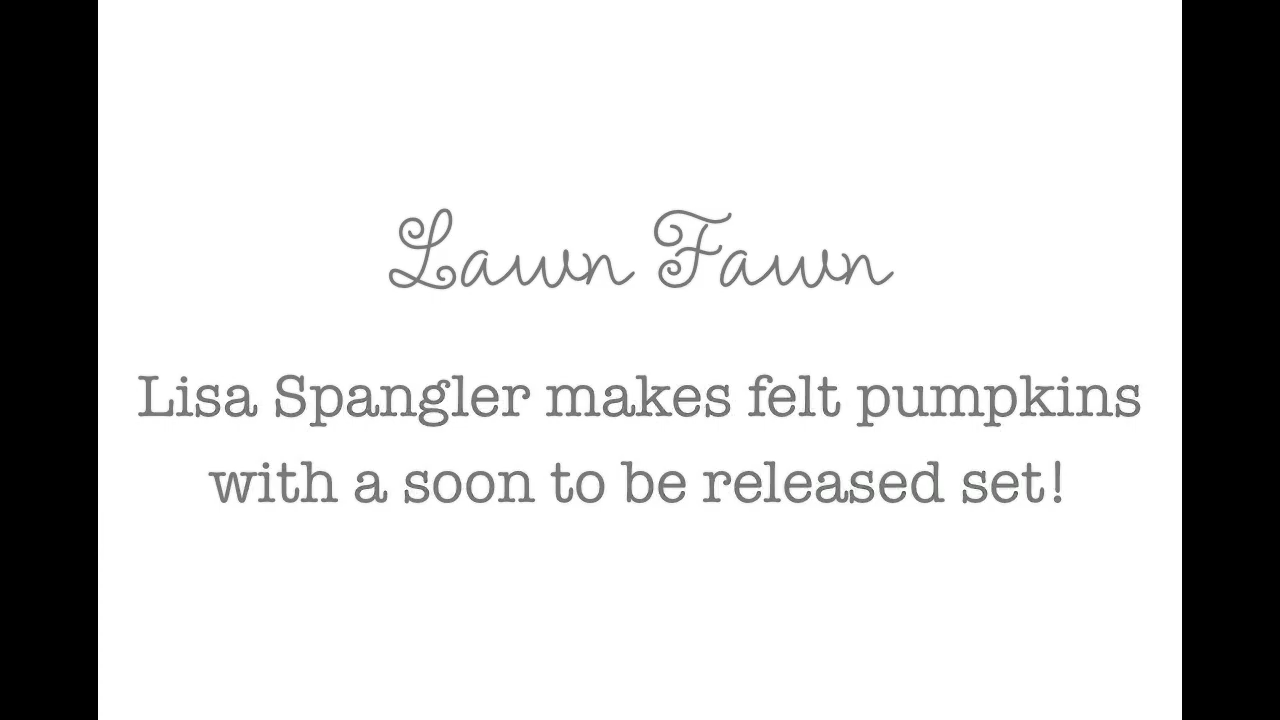 Lawn Fawn
Lisa Spangler makes felt pumpkins
with a soon to be released set!